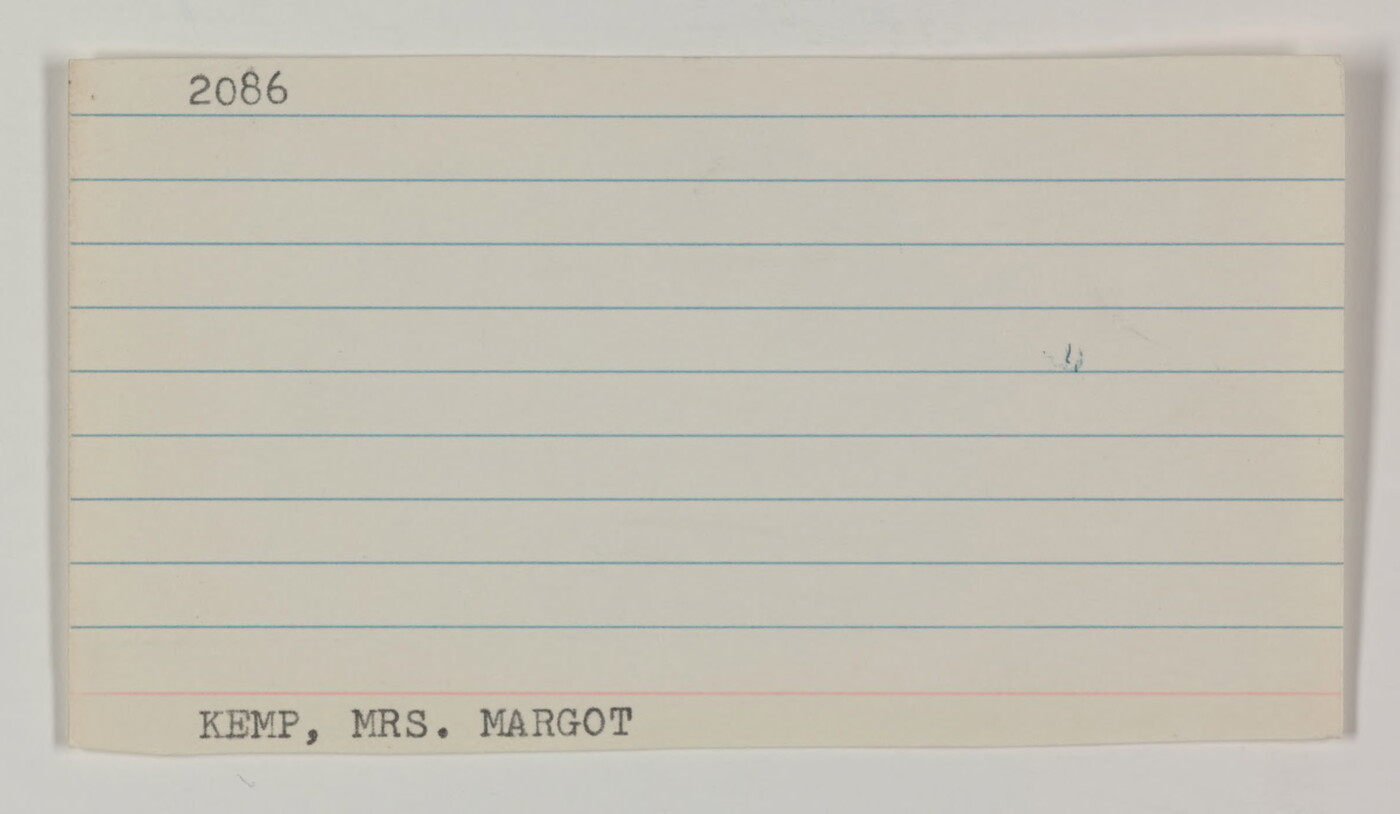 2086
KEMP, MRS. MARGOT